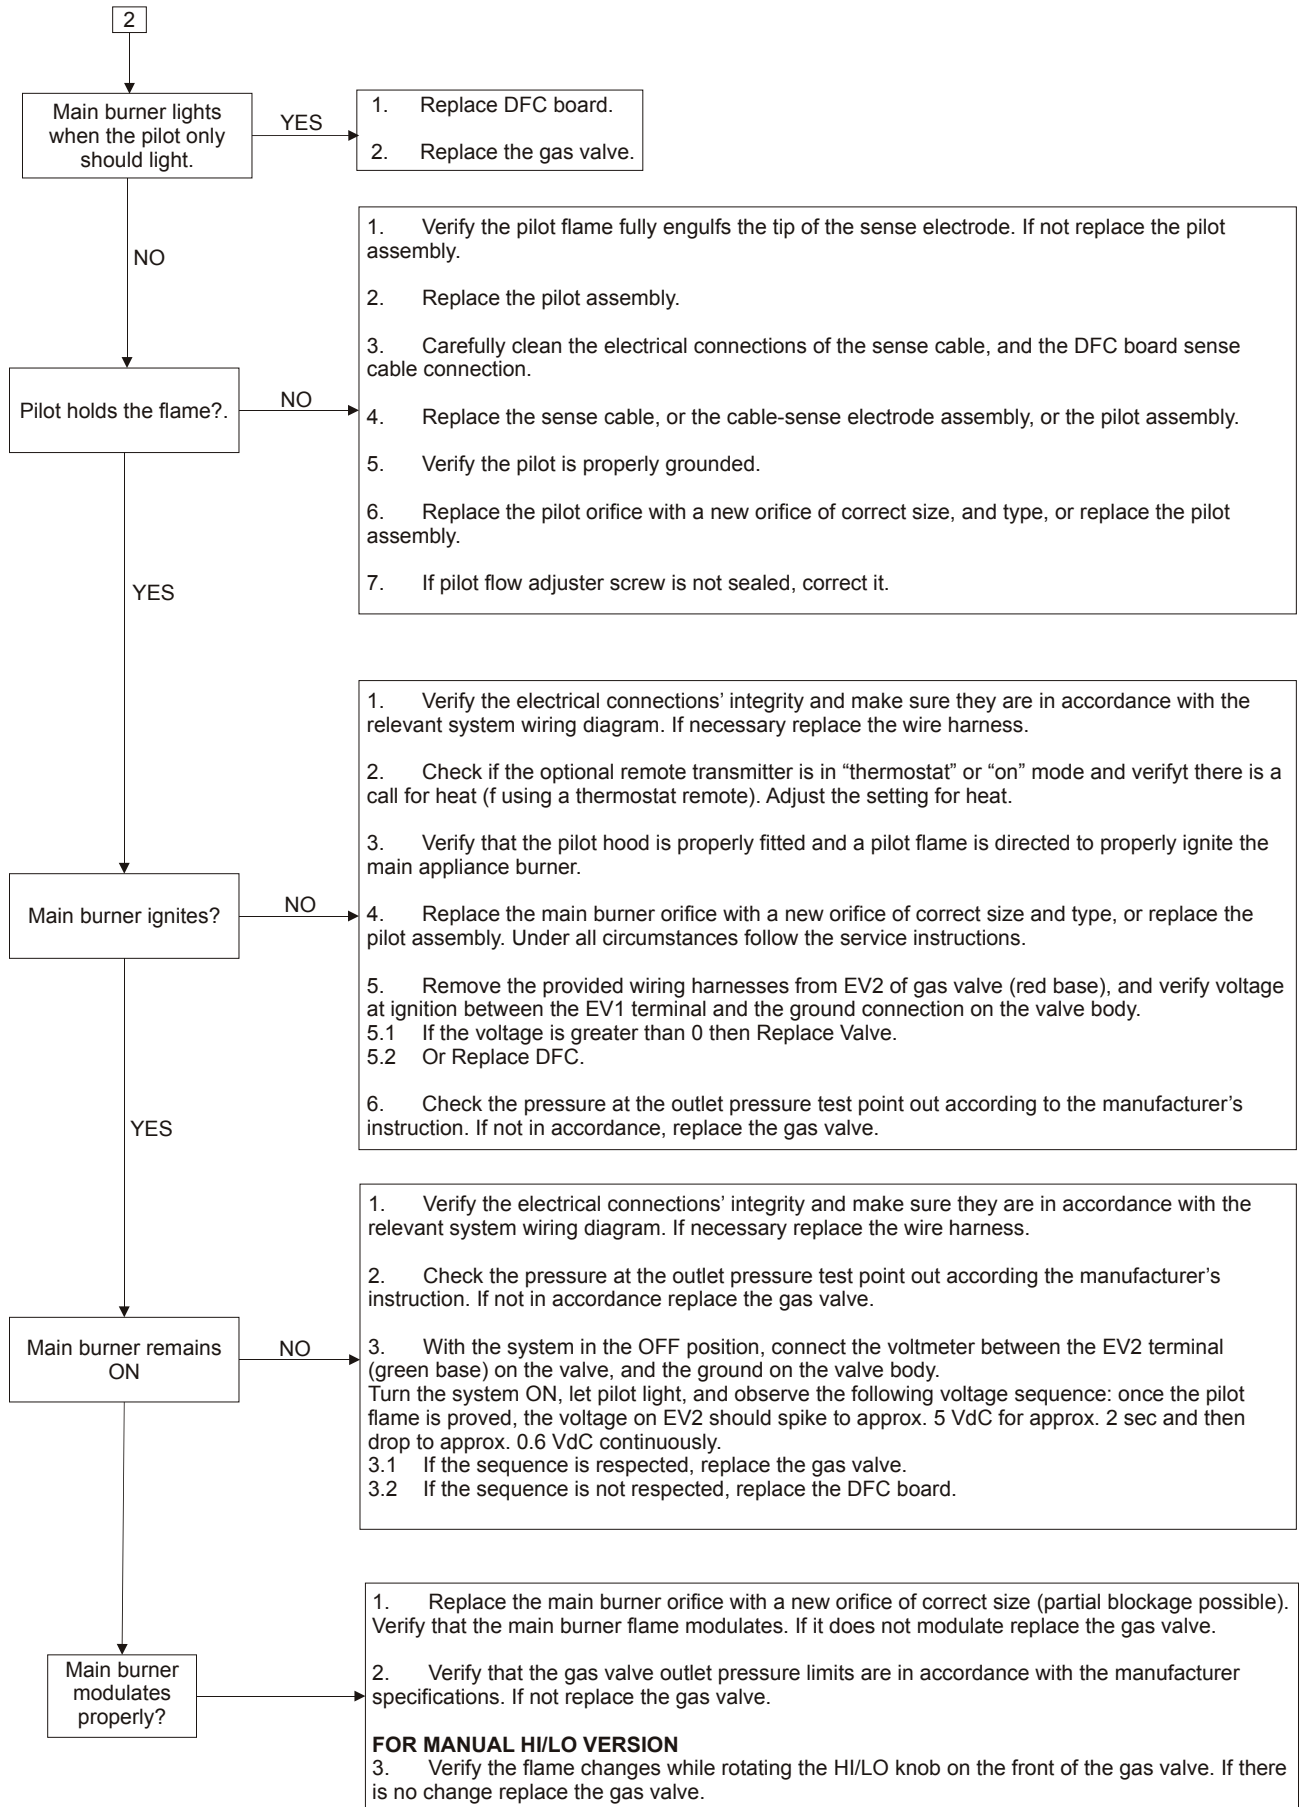 2
Main burner lights
when the pilot only
should light.
YES
1. Replace DFC board.
2. Replace the gas valve.
NO
1. Verify the pilot flame fully engulfs the tip of the sense electrode. If not replace the pilot
assembly.
2. Replace the pilot assembly.
3. Carefully clean the electrical connections of the sense cable, and the DFC board sense
cable connection.
4. Replace the sense cable, or the cable-sense electrode assembly, or the pilot assembly.
5. Verify the pilot is properly grounded.
6. Replace the pilot orifice with a new orifice of correct size, and type, or replace the pilot
assembly.
7. If pilot flow adjuster screw is not sealed, correct it.
Pilot holds the flame?.
NO
YES
1. Verify the electrical connections’ integrity and make sure they are in accordance with the
relevant system wiring diagram. If necessary replace the wire harness.
2. Check if the optional remote transmitter is in “thermostat” or “on” mode and verifyt there is a
call for heat (f using a thermostat remote). Adjust the setting for heat.
3. Verify that the pilot hood is properly fitted and a pilot flame is directed to properly ignite the
main appliance burner.
4. Replace the main burner orifice with a new orifice of correct size and type, or replace the
pilot assembly. Under all circumstances follow the service instructions.
5. Remove the provided wiring harnesses from EV2 of gas valve (red base), and verify voltage
at ignition between the EV1 terminal and the ground connection on the valve body.
5.1 If the voltage is greater than 0 then Replace Valve.
5.2 Or Replace DFC.
6. Check the pressure at the outlet pressure test point out according to the manufacturer’s
instruction. If not in accordance, replace the gas valve.
Main burner ignites?
NO
YES
1. Verify the electrical connections’ integrity and make sure they are in accordance with the
relevant system wiring diagram. If necessary replace the wire harness.
2. Check the pressure at the outlet pressure test point out according the manufacturer’s
instruction. If not in accordance replace the gas valve.
3. With the system in the OFF position, connect the voltmeter between the EV2 terminal
(green base) on the valve, and the ground on the valve body.
Turn the system ON, let pilot light, and observe the following voltage sequence: once the pilot
flame is proved, the voltage on EV2 should spike to approx. 5 VdC for approx. 2 sec and then
drop to approx. 0.6 VdC continuously.
3.1 If the sequence is respected, replace the gas valve.
3.2 If the sequence is not respected, replace the DFC board.
Main burner remains
ON
NO
1. Replace the main burner orifice with a new orifice of correct size (partial blockage possible).
Verify that the main burner flame modulates. If it does not modulate replace the gas valve.
2. Verify that the gas valve outlet pressure limits are in accordance with the manufacturer
specifications. If not replace the gas valve.
FOR MANUAL HI/LO VERSION
3. Verify the flame changes while rotating the HI/LO knob on the front of the gas valve. If there
is no change replace the gas valve.
Main burner
modulates
properly?